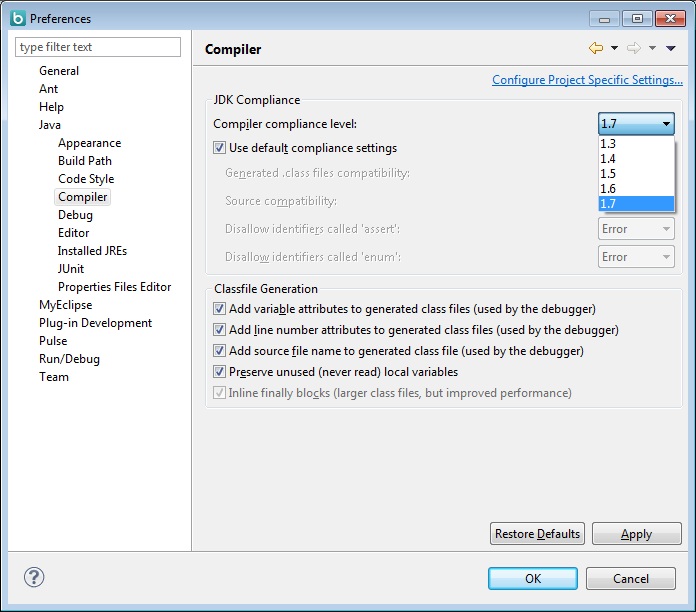 Preferences
type filter text
General
Ant
Help
Java
Appearance
Build Path
Code Style
Compiler
Debug
Editor
Installed JREs
JUnit
Properties Files Editor
MyEclipse
Plug-in Development
Pulse
Run/Debug
Team
Compiler
Configure Project Specific Settings...
JDK Compliance
Compiler compliance level: 1.7
1.3
1.4
1.5
1.6
1.7
Use default compliance settings
Generated .class files compatibility:
Source compatibility:
Disallow identifiers called 'assert': Error
Disallow identifiers called 'enum': Error
Classfile Generation
Add variable attributes to generated class files (used by the debugger)
Add line number attributes to generated class files (used by the debugger)
Add source file name to generated class file (used by the debugger)
Preserve unused (never read) local variables
Inline finally blocks (larger class files, but improved performance)
Restore Defaults Apply
? OK Cancel